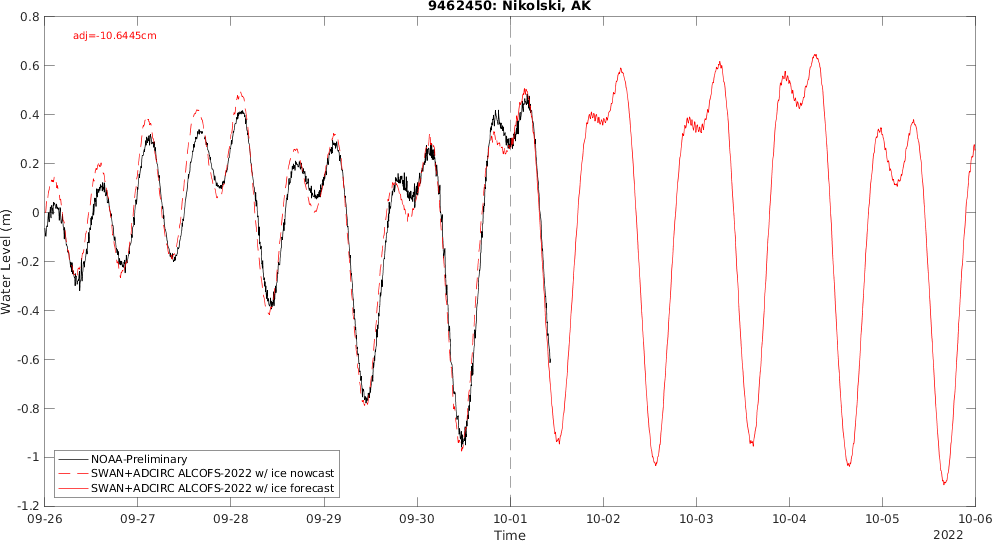 9462450: Nikolski, AK
adj=-10.6445cm
0.8
0.6
0.4
0.2
0
-0.2
-0.4
-0.6
-0.8
-1
-1.2
Water Level (m)
NOAA-Preliminary
SWAN+ADCIRC ALCOFS-2022 w/ ice nowcast
SWAN+ADCIRC ALCOFS-2022 w/ ice forecast
09-26 09-27 09-28 09-29 09-30 10-01 10-02 10-03 10-04 10-05 10-06
Time
2022